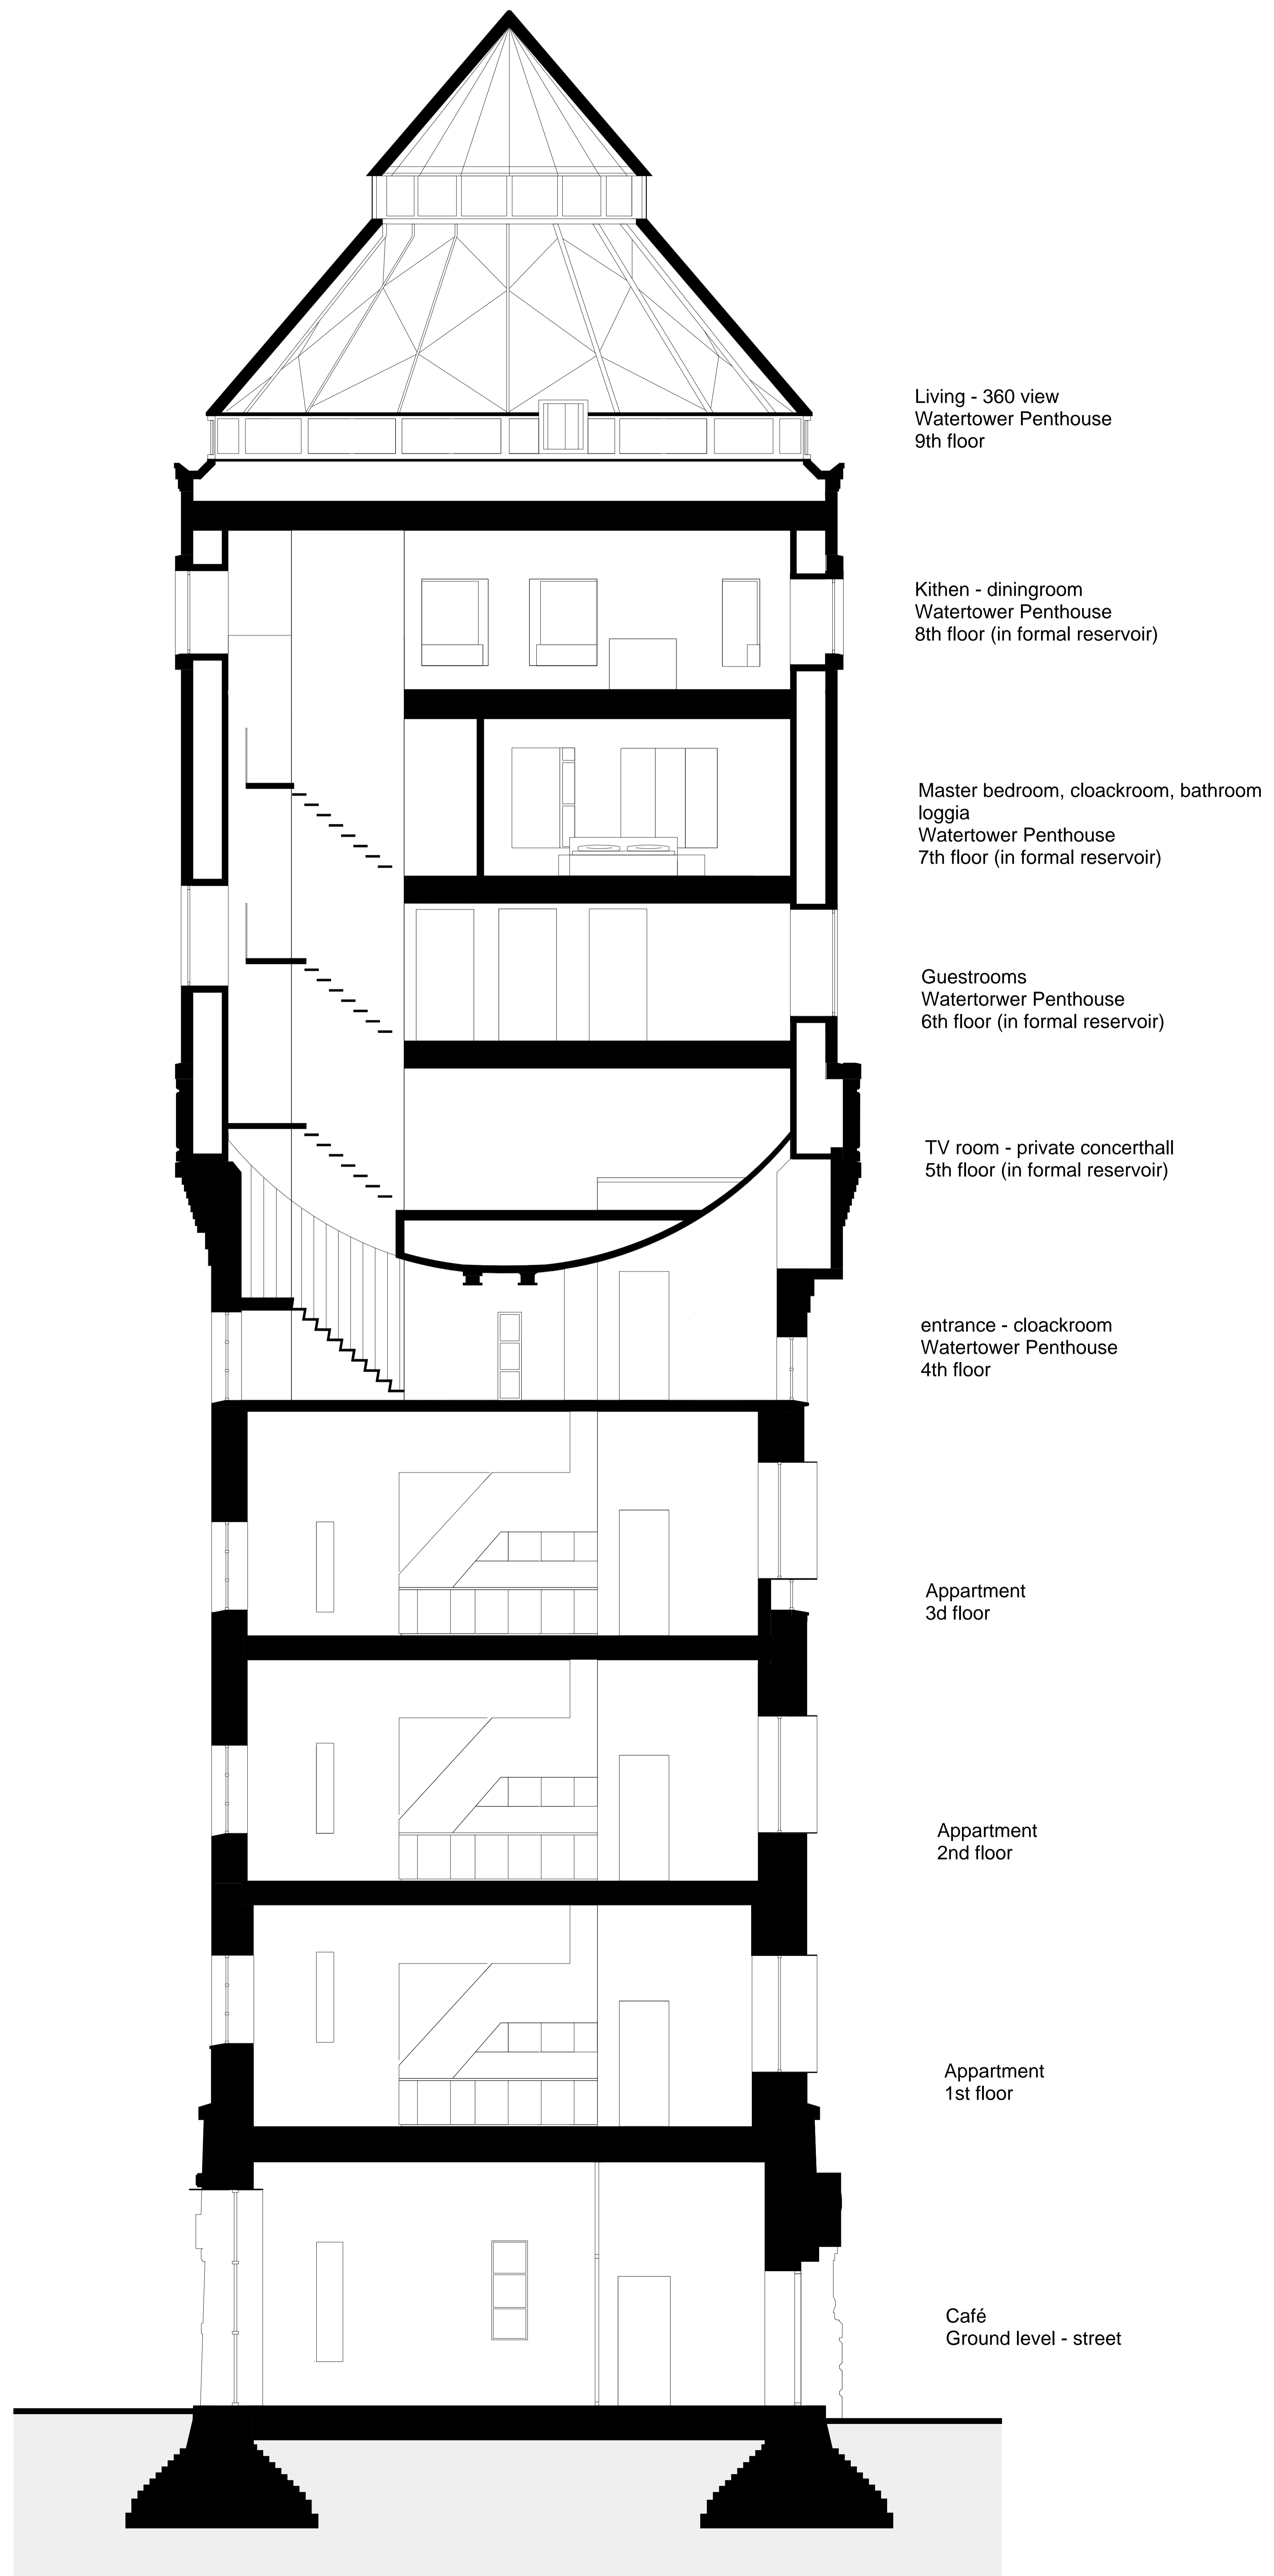 Living - 360 view
Watertower Penthouse
9th floor
Kithen - diningroom
Watertower Penthouse
8th floor (in formal reservoir)
Master bedroom, cloackroom, bathroom
loggia
Watertower Penthouse
7th floor (in formal reservoir)
Guestrooms
Watertorwer Penthouse
6th floor (in formal reservoir)
TV room - private concerthall
5th floor (in formal reservoir)
entrance - cloackroom
Watertower Penthouse
4th floor
Appartment
3d floor
Appartment
2nd floor
Appartment
1st floor
Café
Ground level - street